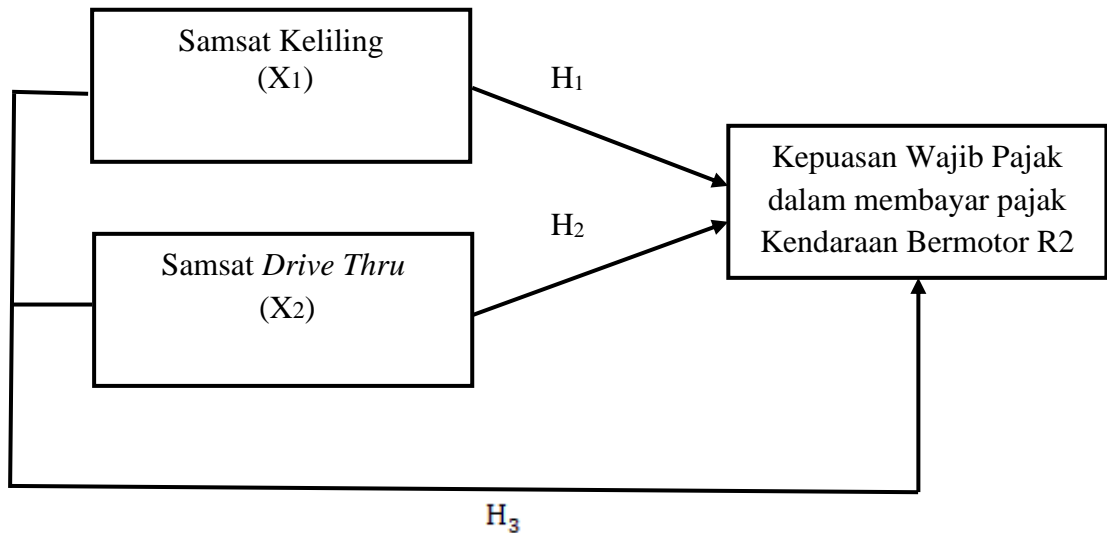 Samsat Keliling
(X1)
H1
Kepuasan Wajib Pajak
dalam membayar pajak
Kendaraan Bermotor R2
H2
Samsat Drive Thru
(X2)
H3